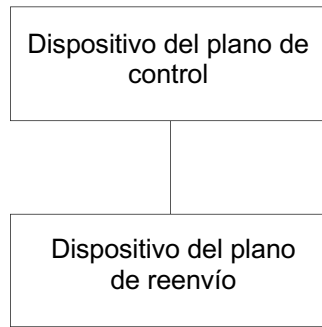 Dispositivo del plano de
control
Dispositivo del plano
de reenvío